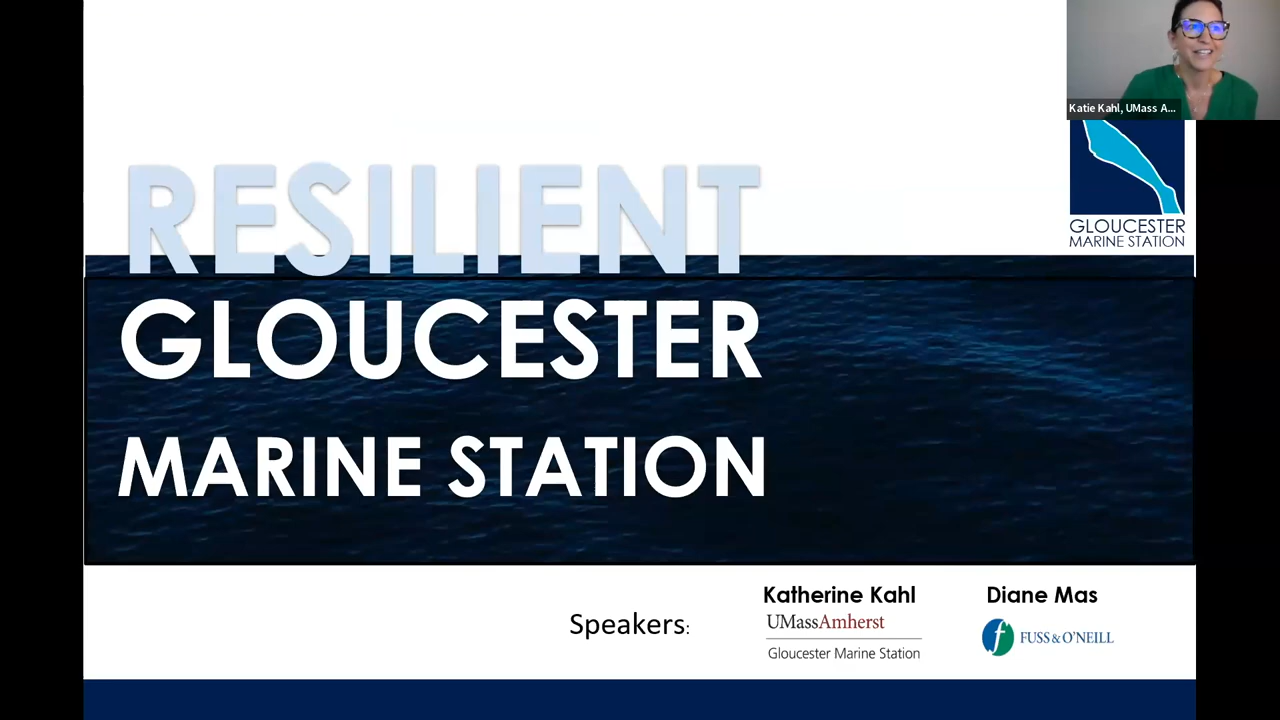 Katie Kahl, UMass A...
RESILIENT
GLOUCESTER
MARINE STATION
GLOUCESTER
MARINE STATION
Speakers:
Katherine Kahl
UMassAmherst
Gloucester Marine Station
Diane Mas
f FUSS & O'NEILL